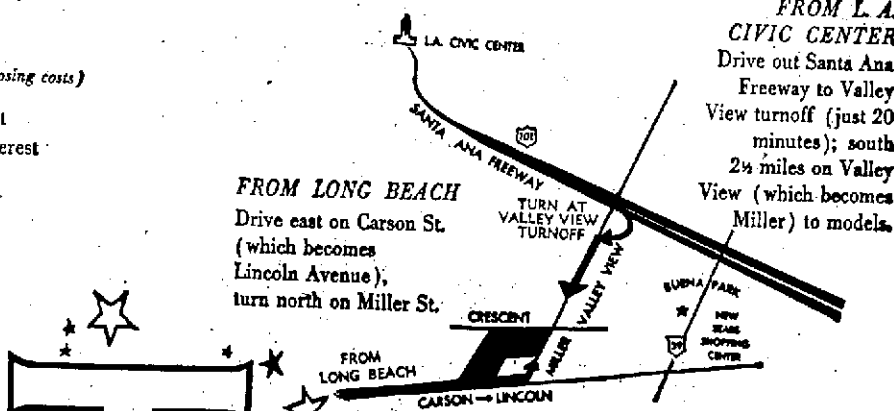 osing costs)
erest
FROM LONG BEACH
Drive east on Carson St.
(which becomes
Lincoln Avenue),
turn north on Miller St.
L.A. CIVIC CENTER
SANTA ANA FREEWAY
101
TURN AT
VALLEY VIEW
TURNOFF
MILLER VALLEY VIEW
CRESCENT
FROM
LONG BEACH
CARSON → LINCOLN
BUENA PARK
NEW
SEARS
SHOPPING
CENTER
39
FROM L. A.
CIVIC CENTER
Drive out Santa Ana
Freeway to Valley
View turnoff (just 20
minutes); south
2½ miles on Valley
View (which becomes
Miller) to models.